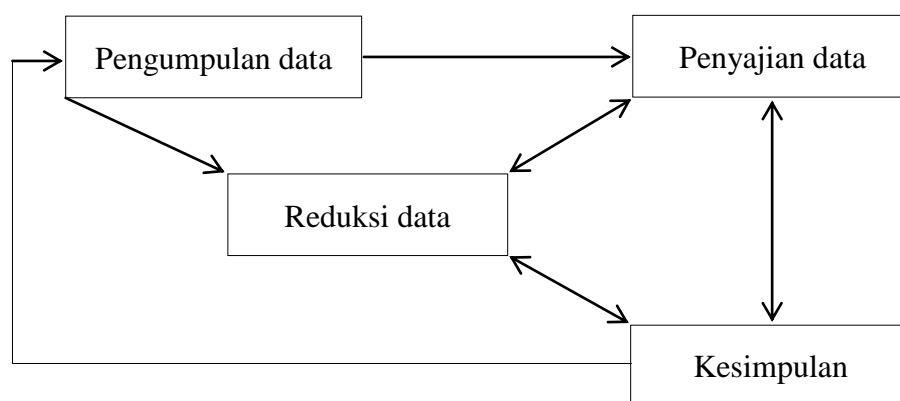 Pengumpulan data
Penyajian data
Reduksi data
Kesimpulan